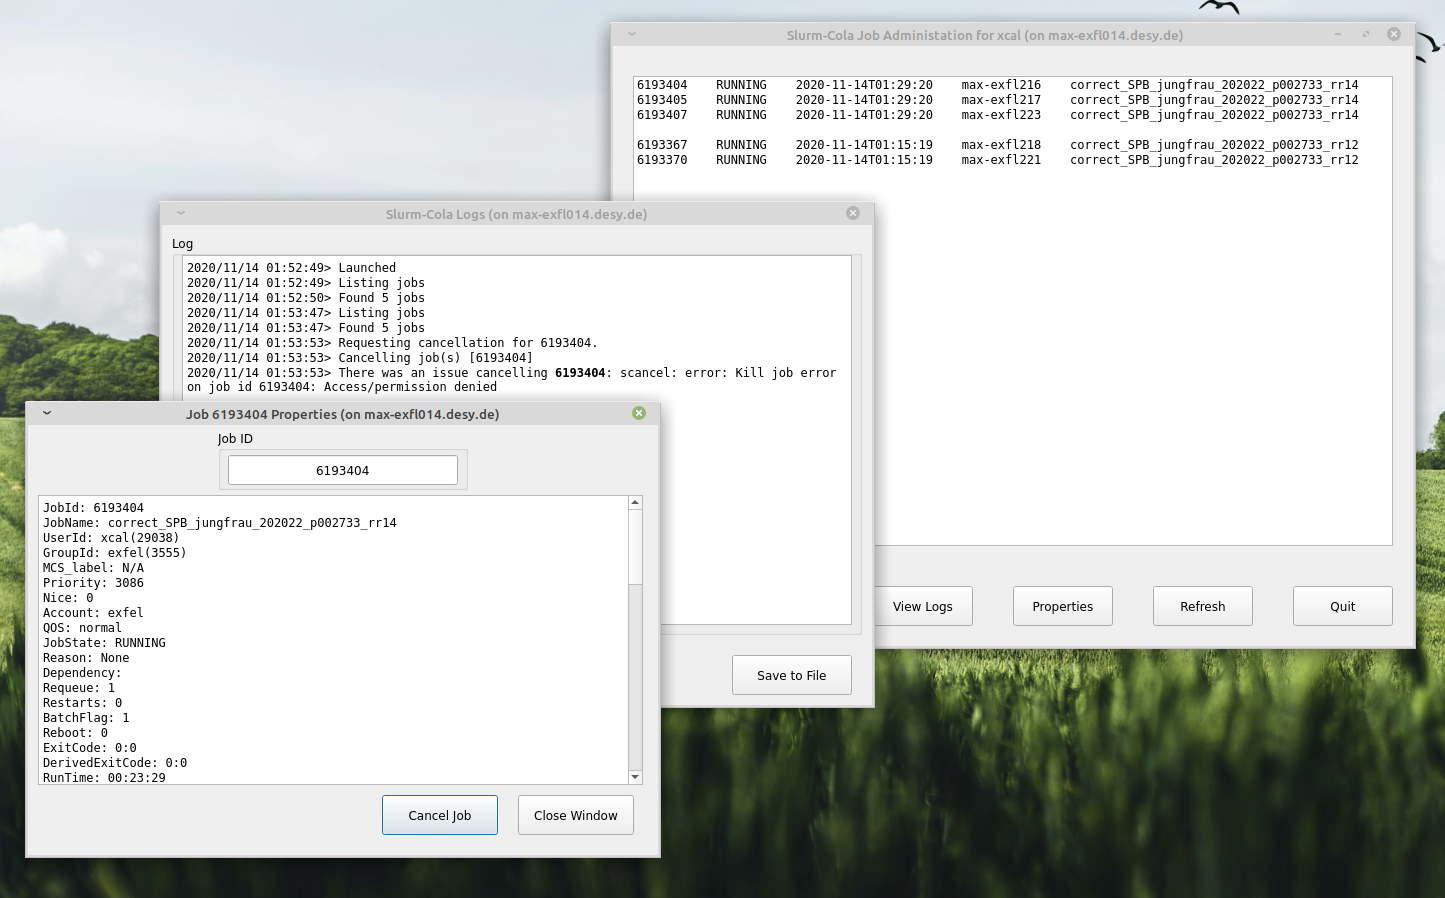 Slurm-Cola Job Administation for xcal (on max-exfl014.desy.de)
6193404 RUNNING 2020-11-14T01:29:20 max-exfl216 correct_SPB_jungfrau_202022_p002733_rr14
6193405 RUNNING 2020-11-14T01:29:20 max-exfl217 correct_SPB_jungfrau_202022_p002733_rr14
6193407 RUNNING 2020-11-14T01:29:20 max-exfl223 correct_SPB_jungfrau_202022_p002733_rr14
6193367 RUNNING 2020-11-14T01:15:19 max-exfl218 correct_SPB_jungfrau_202022_p002733_rr12
6193370 RUNNING 2020-11-14T01:15:19 max-exfl221 correct_SPB_jungfrau_202022_p002733_rr12
View Logs Properties Refresh Quit
Slurm-Cola Logs (on max-exfl014.desy.de)
Log
2020/11/14 01:52:49> Launched
2020/11/14 01:52:49> Listing jobs
2020/11/14 01:52:50> Found 5 jobs
2020/11/14 01:53:47> Listing jobs
2020/11/14 01:53:47> Found 5 jobs
2020/11/14 01:53:53> Requesting cancellation for 6193404.
2020/11/14 01:53:53> Cancelling job(s) [6193404]
2020/11/14 01:53:53> There was an issue cancelling 6193404: scancel: error: Kill job error
on job id 6193404: Access/permission denied
Save to File
Job 6193404 Properties (on max-exfl014.desy.de)
Job ID
6193404
JobId: 6193404
JobName: correct_SPB_jungfrau_202022_p002733_rr14
UserId: xcal(29038)
GroupId: exfel(3555)
MCS_label: N/A
Priority: 3086
Nice: 0
Account: exfel
QOS: normal
JobState: RUNNING
Reason: None
Dependency:
Requeue: 1
Restarts: 0
BatchFlag: 1
Reboot: 0
ExitCode: 0:0
DerivedExitCode: 0:0
RunTime: 00:23:29
Cancel Job Close Window